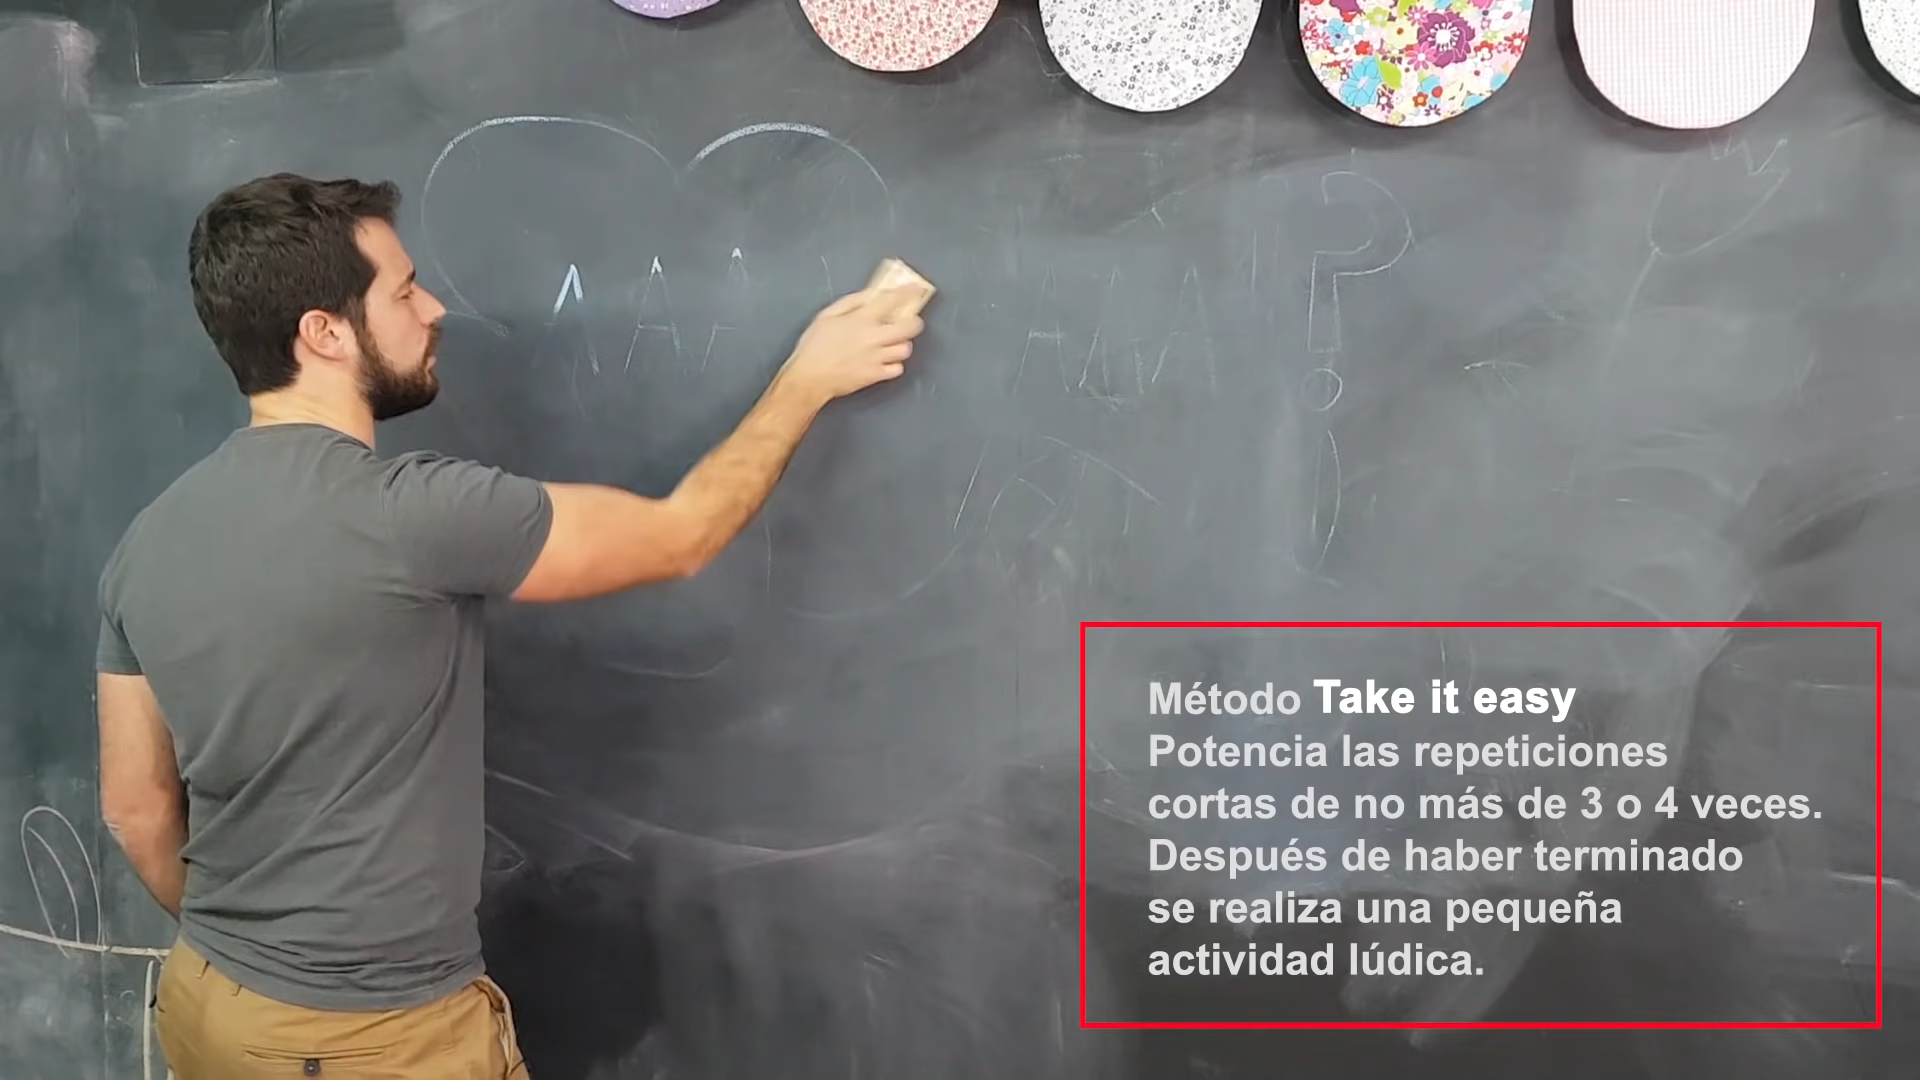 Método Take it easy
Potencia las repeticiones
cortas de no más de 3 o 4 veces.
Después de haber terminado
se realiza una pequeña
actividad lúdica.